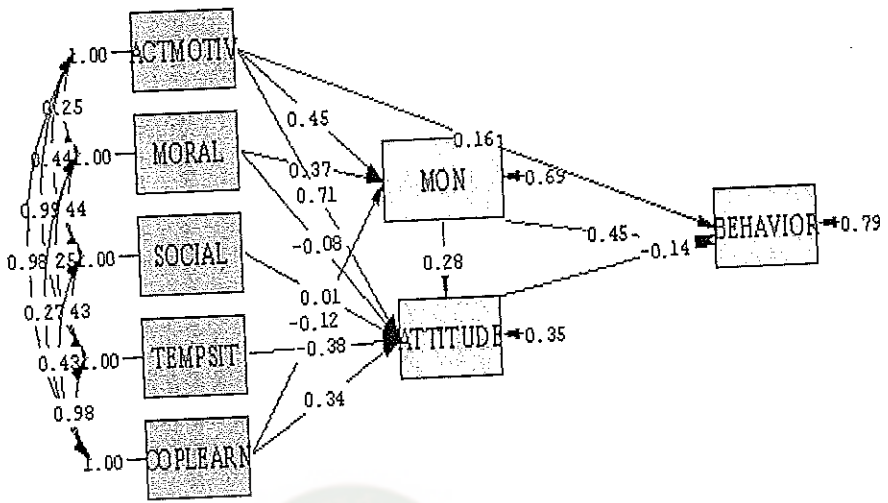 1.00 ACTMOTIV
0.25
0.45
0.16
0.44 1.00 MORAL
0.37
MON
0.69
0.71
0.99 44
-0.08
BEHAVIOR
0.79
0.98 25 1.00 SOCIAL
0.45
-0.14
0.28
0.01
0.27 43
-0.12
ATTITUDE
0.35
0.43 1.00 TEMPSIT
-0.38
0.34
0.98
1.00 COPLEARN